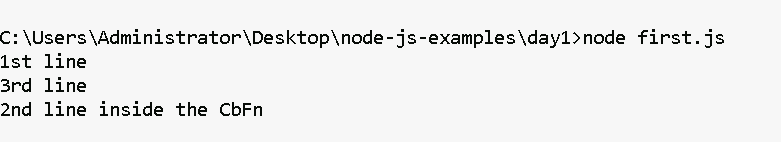 C:\Users\Administrator\Desktop\node-js-examples\day1>node first.js
1st line
3rd line
2nd line inside the CbFn